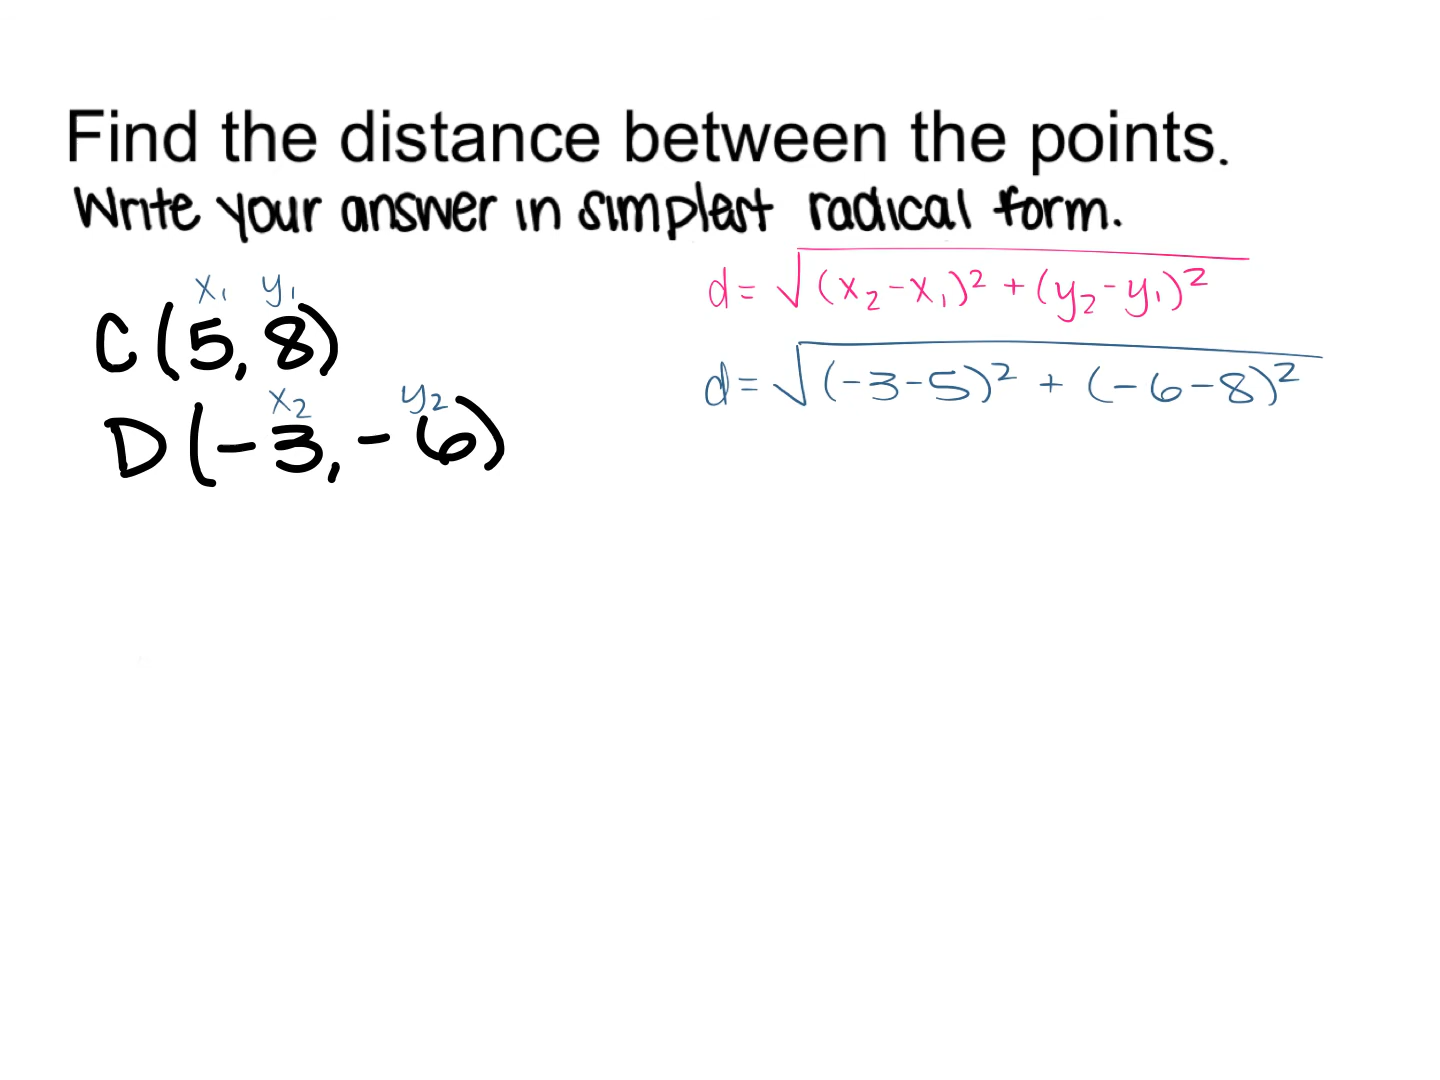 Find the distance between the points.
Write your answer in simplest radical form.
x₁ y₁
C (5, 8)
x₂ y₂
D (-3, -6)
d = √(x₂ - x₁)² + (y₂ - y₁)²
d = √(-3-5)² + (-6-8)²